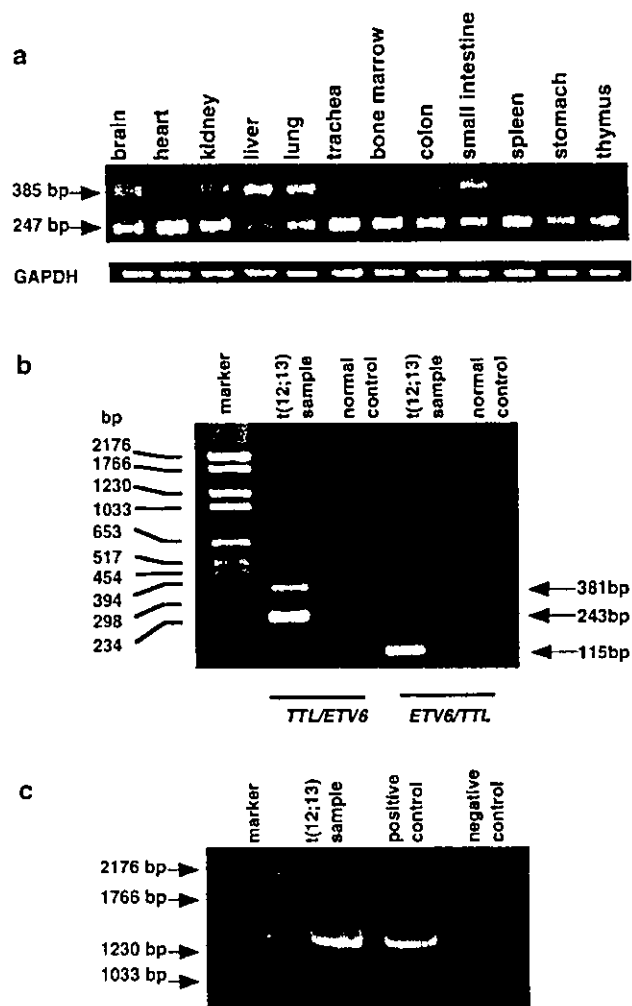 a
brain heart kidney liver lung trachea bone marrow colon small intestine spleen stomach thymus
385 bp
247 bp
GAPDH
b
marker t(12;13) sample normal control t(12;13) sample normal control
bp
2176
1766
1230
1033
653
517
454
394
298
234
381bp
243bp
115bp
TTL/ETV6 ETV6/TTL
c
marker t(12;13) sample positive control negative control
2176 bp
1766 bp
1230 bp
1033 bp